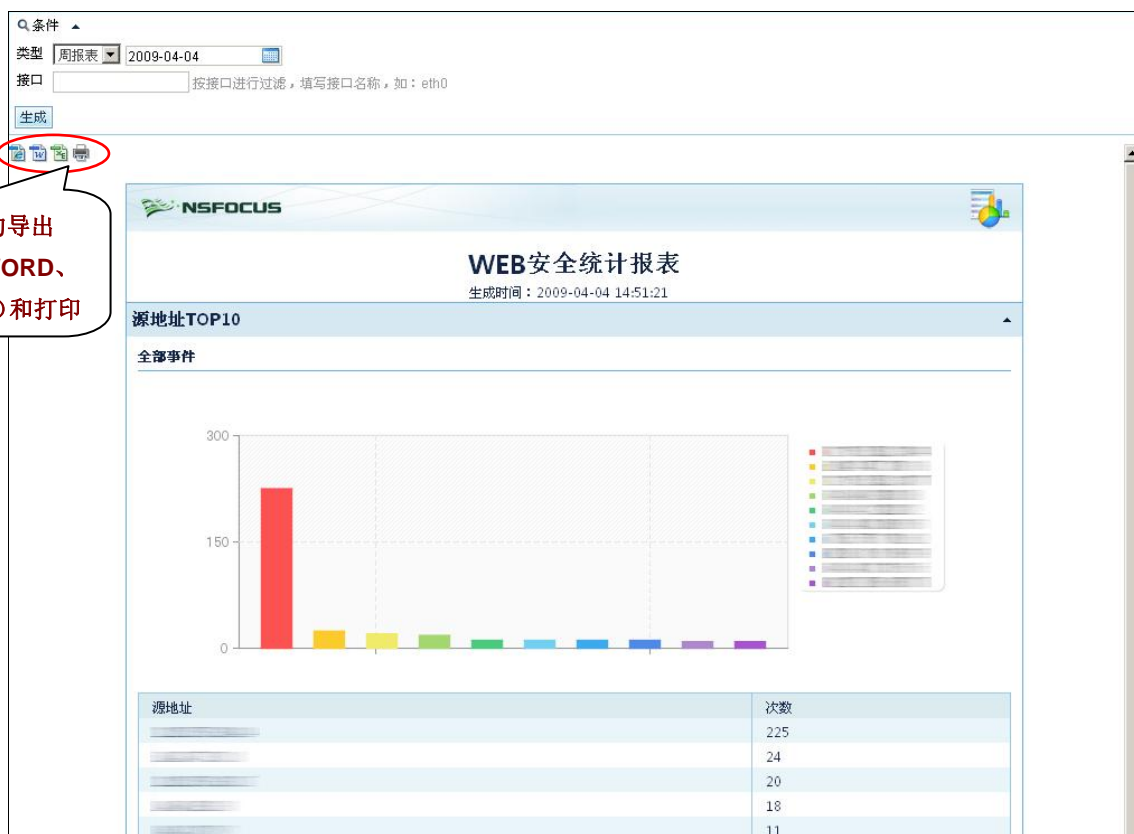 条件
类型 周报表 2009-04-04
接口 按接口进行过滤，填写接口名称，如：eth0
生成
导出
ORD、
）和打印
NSFOCUS
WEB安全统计报表
生成时间：2009-04-04 14:51:21
源地址TOP10
全部事件
300
150
0
源地址 次数
225
24
20
18
11